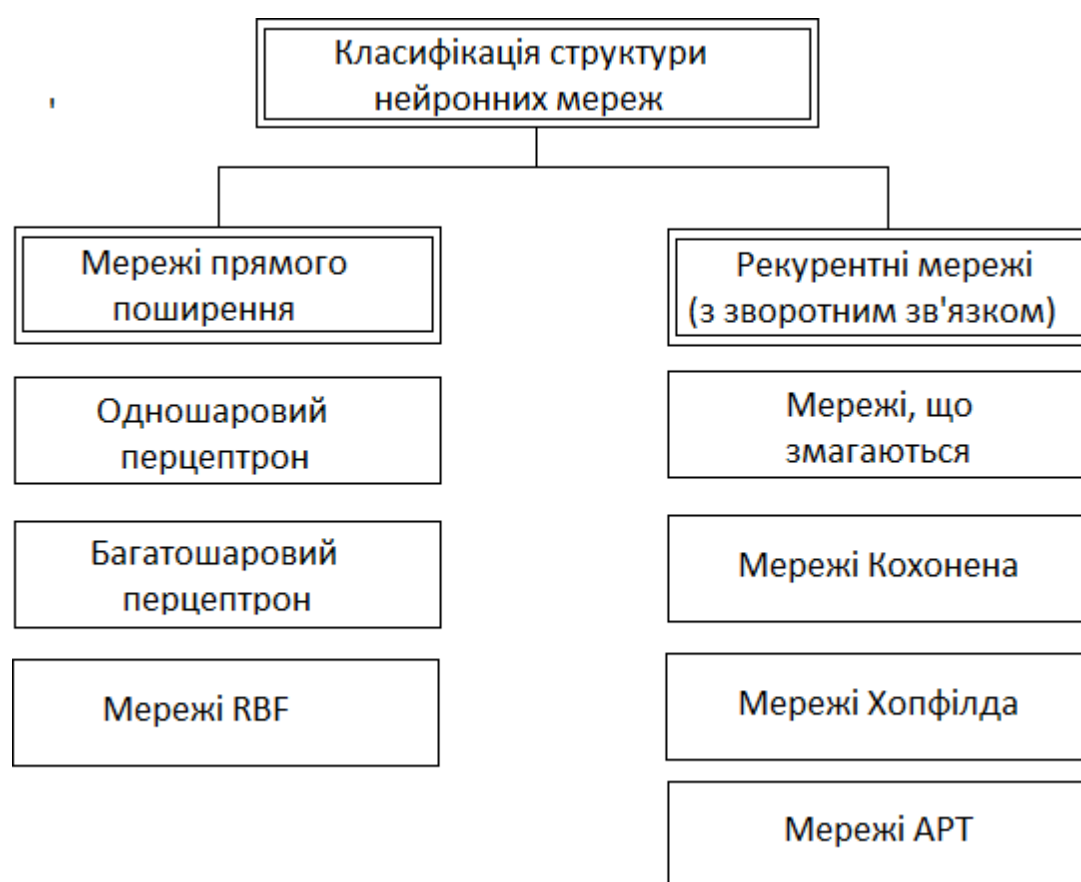 Класифікація структури
нейронних мереж
Мережі прямого
поширення
Одношаровий
перцептрон
Багатошаровий
перцептрон
Мережі RBF
Рекурентні мережі
(з зворотним зв'язком)
Мережі, що
змагаються
Мережі Кохонена
Мережі Хопфілда
Мережі АРТ